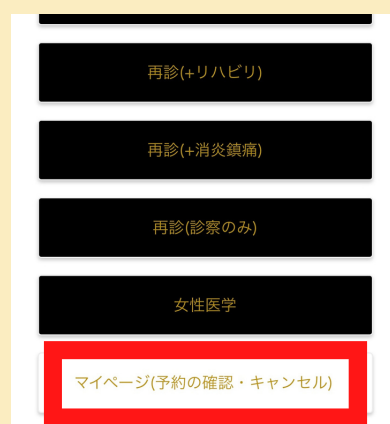 再診(+リハビリ)
再診(+消炎鎮痛)
再診(診察のみ)
女性医学
マイページ(予約の確認・キャンセル)